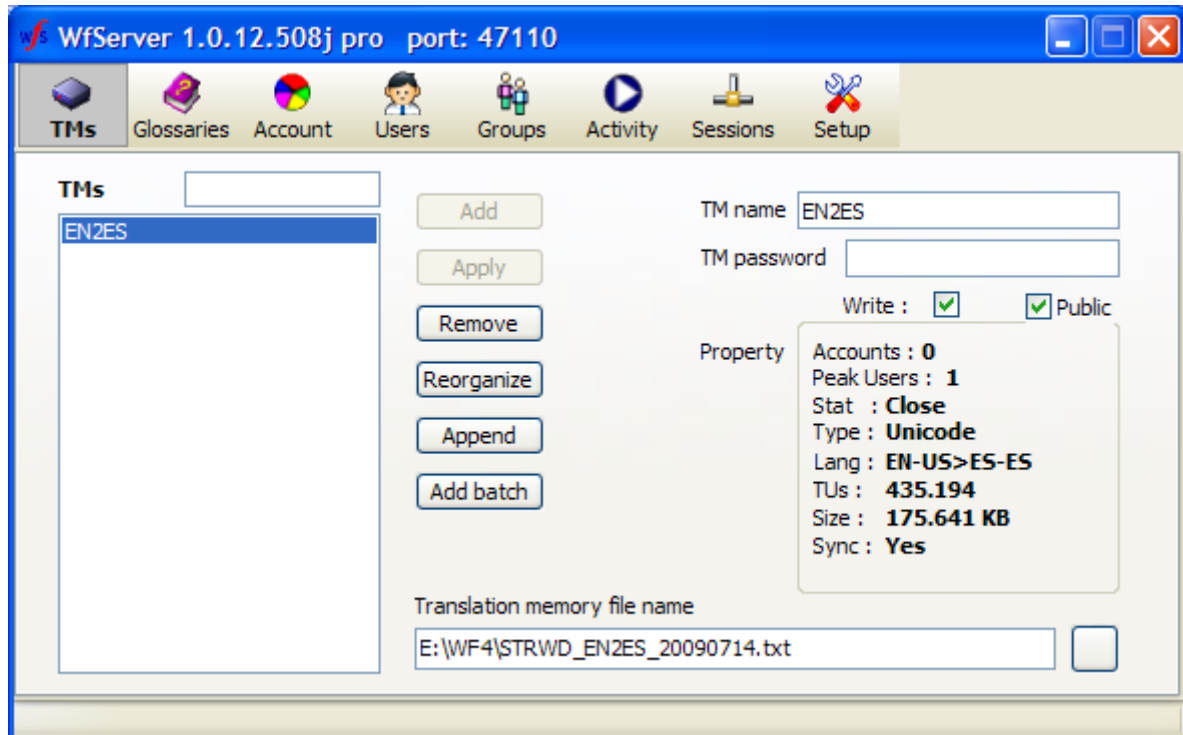 wfs WfServer 1.0.12.508j pro port: 47110
TMs Glossaries Account Users Groups Activity Sessions Setup
TMs
EN2ES
Add
Apply
Remove
Reorganize
Append
Add batch
TM name EN2ES
TM password
Write : Public
Property
Accounts : 0
Peak Users : 1
Stat : Close
Type : Unicode
Lang : EN-US>ES-ES
TUs : 435.194
Size : 175.641 KB
Sync : Yes
Translation memory file name
E:\WF4\STRWD_EN2ES_20090714.txt